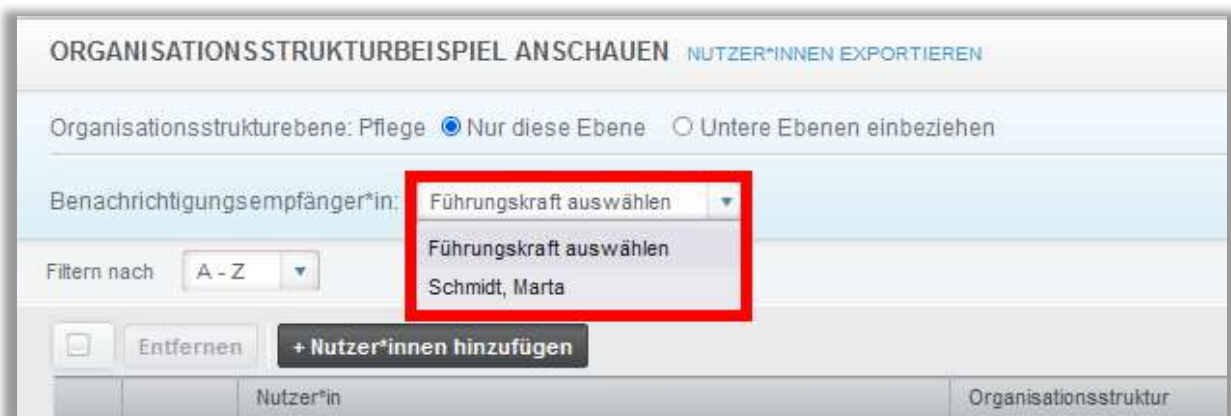 ORGANISATIONSSTRUKTURBEISPIEL ANSCHAUEN NUTZER*INNEN EXPORTIEREN
Organisationsstrukturebene: Pflege Nur diese Ebene Untere Ebenen einbeziehen
Benachrichtigungsempfänger*in: Führungskraft auswählen
Führungskraft auswählen
Schmidt, Marta
Filtern nach A - Z
Entfernen + Nutzer*innen hinzufügen
Nutzer*in Organisationsstruktur